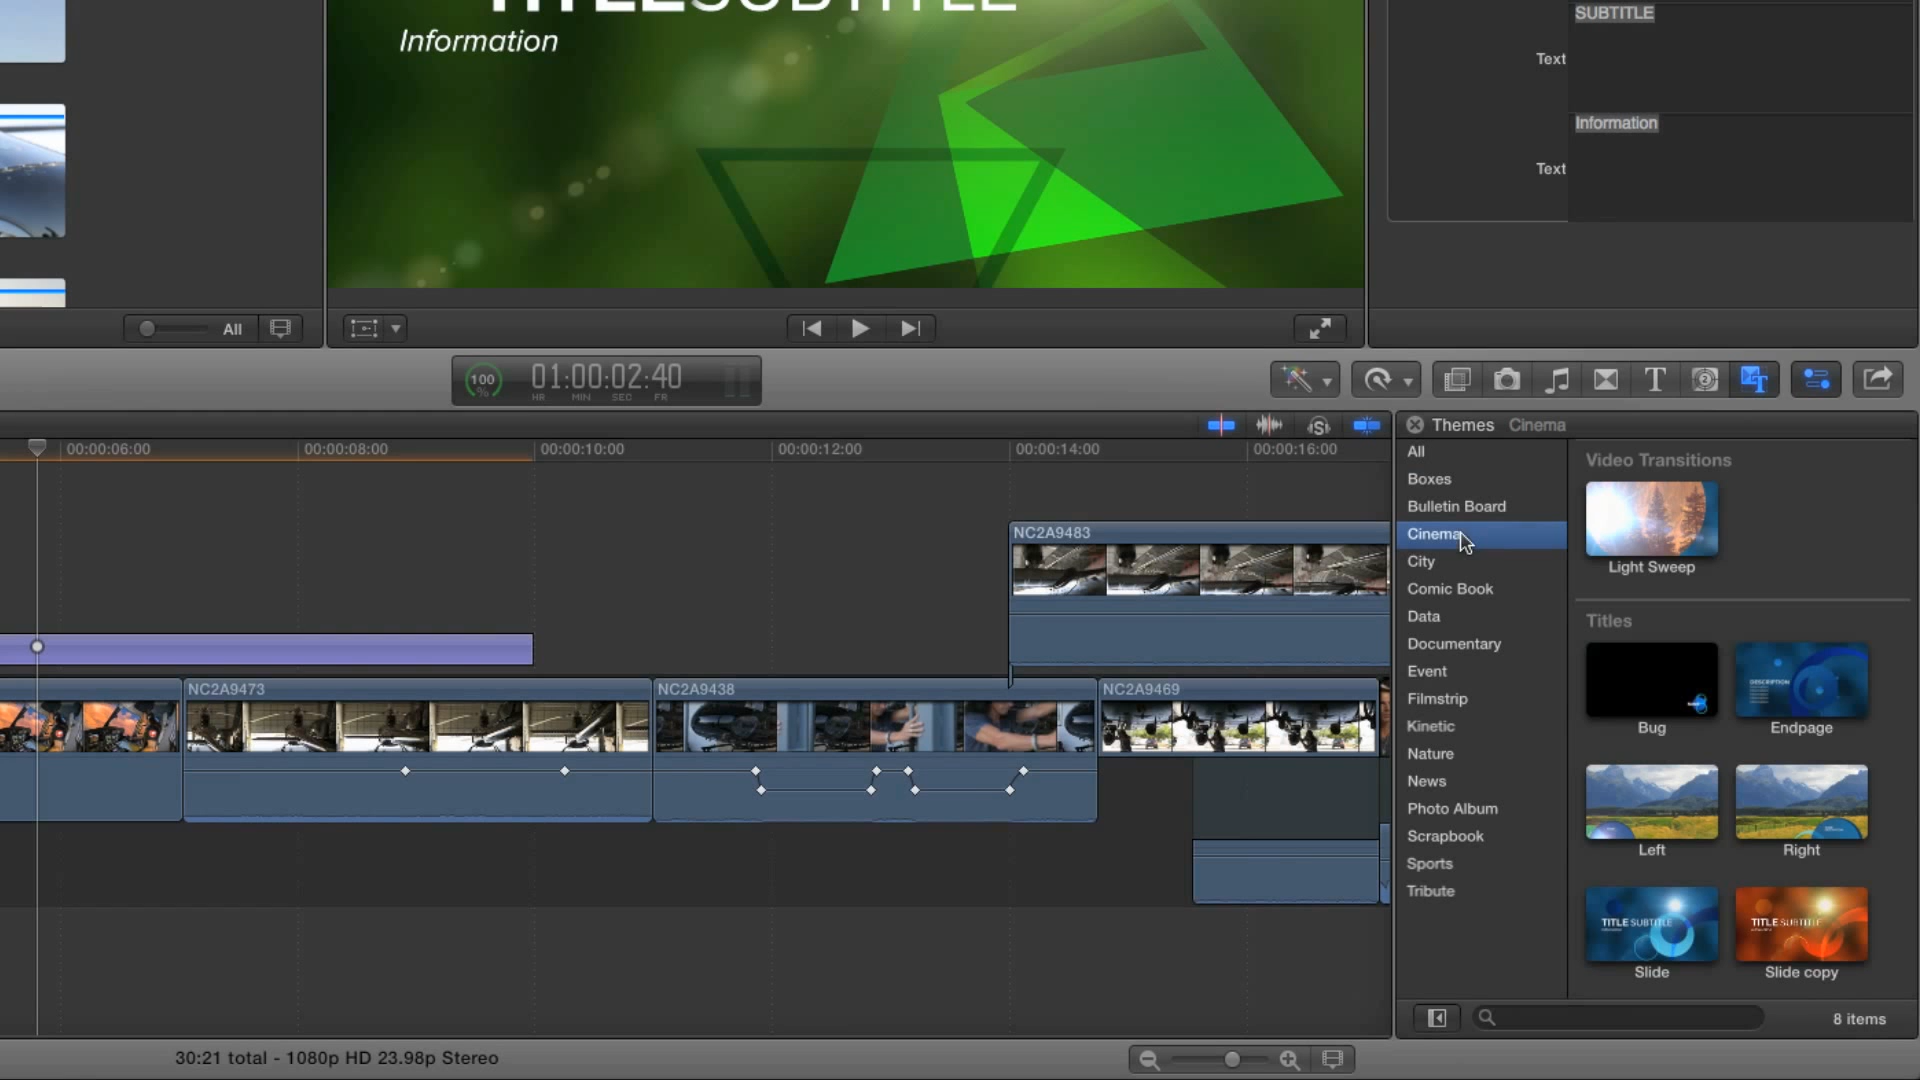 TITLESUBTITLE
Information
SUBTITLE
Text
Information
Text
All
100 %
01:00:02:40
HR MIN SEC FR
Themes Cinema
00:00:06:00 00:00:08:00 00:00:10:00 00:00:12:00 00:00:14:00 00:00:16:00
All
Boxes
Bulletin Board
Cinema
City
Comic Book
Data
Documentary
Event
Filmstrip
Kinetic
Nature
News
Photo Album
Scrapbook
Sports
Tribute
Video Transitions
Light Sweep
Titles
DESCRIPTION
Bug Endpage
Left Right
TITLE SUBTITLE
TITLE SUBTITLE
Slide Slide copy
8 items
NC2A9483
NC2A9473 NC2A9438 NC2A9469
30:21 total - 1080p HD 23.98p Stereo